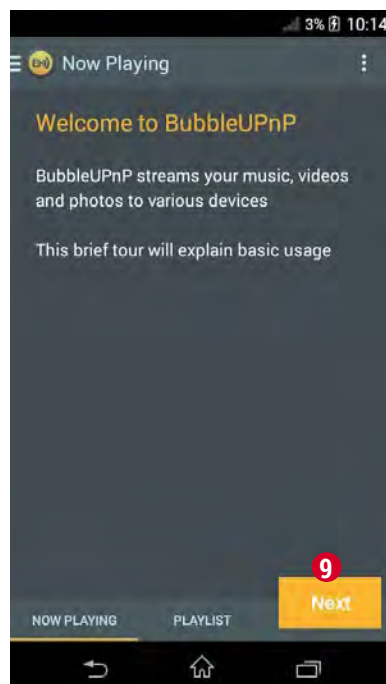 3% 10:14
Now Playing
Welcome to BubbleUPnP
BubbleUPnP streams your music, videos
and photos to various devices
This brief tour will explain basic usage
9
Next
NOW PLAYING PLAYLIST